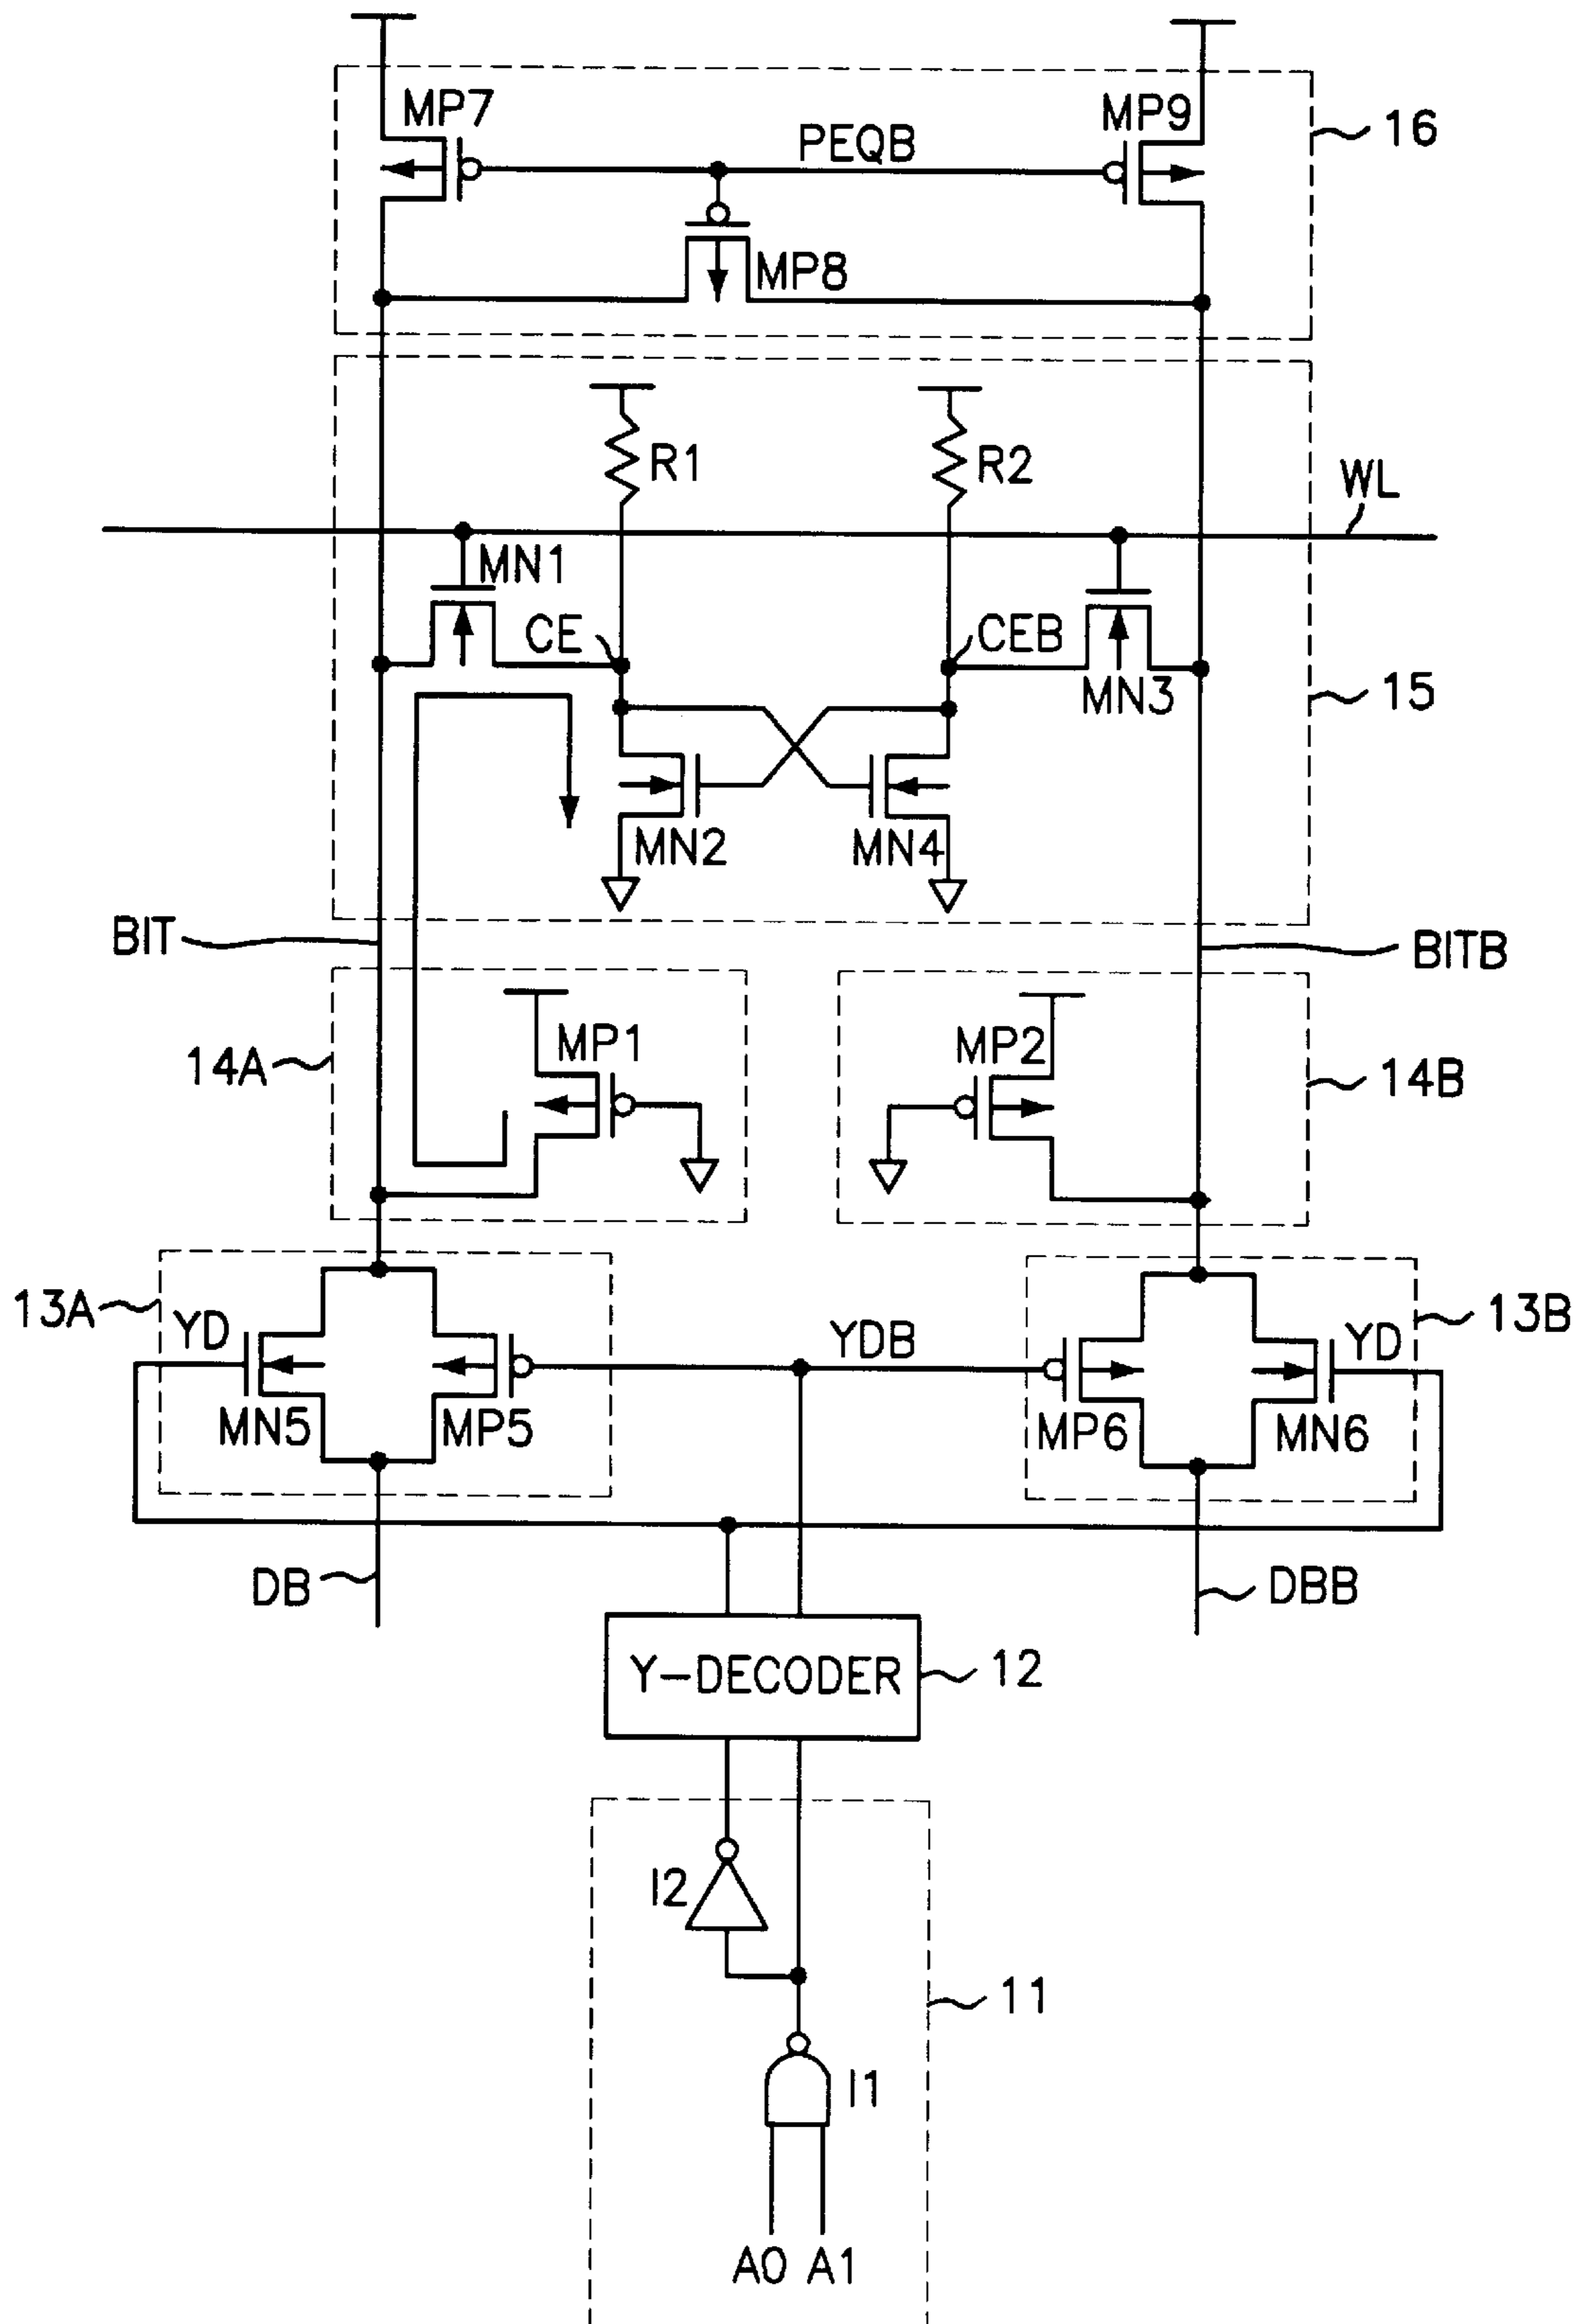 MP7
MP9
PEQB
16
MP8
R1
R2
WL
MN1
CE
CEB
MN3
15
MN2
MN4
BIT
BITB
MP1
MP2
14A
14B
13A
YD
YDB
YD
13B
MN5
MP5
MP6
MN6
DB
DBB
Y-DECODER
12
I2
11
I1
A0 A1